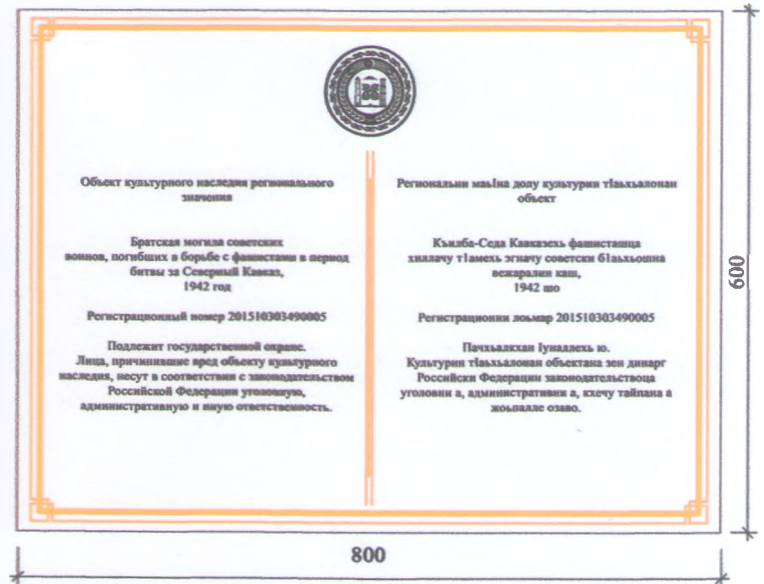 Объект культурного наследия регионального
значения
Братская могила советских
воинов, погибших в борьбе с фашистами в период
битвы за Северный Кавказ,
1942 год
Регистрационный номер 201510303490005
Подлежит государственной охране.
Лица, причинившие вред объекту культурного
наследия, несут в соответствии с законодательством
Российской Федерации уголовную,
административную и иную ответственность.
Региональни маьIна долу культурин тIаьхьалонан
объект
Къилба-Седа Кавказехь фашисташца
хиллачу т1амехь эгначу советски б1аьхьошна
вежаралин каш,
1942 шо
Регистрационни лоьмар 201510303490005
Пачхьалкхан Iуналлехь ю.
Культурин тIаьхьалонан объектана зен динарг
Российски Федерации законодательствоца
уголовни а, административни а, кхечу тайпана а
жоьпалле озаво.
600
800